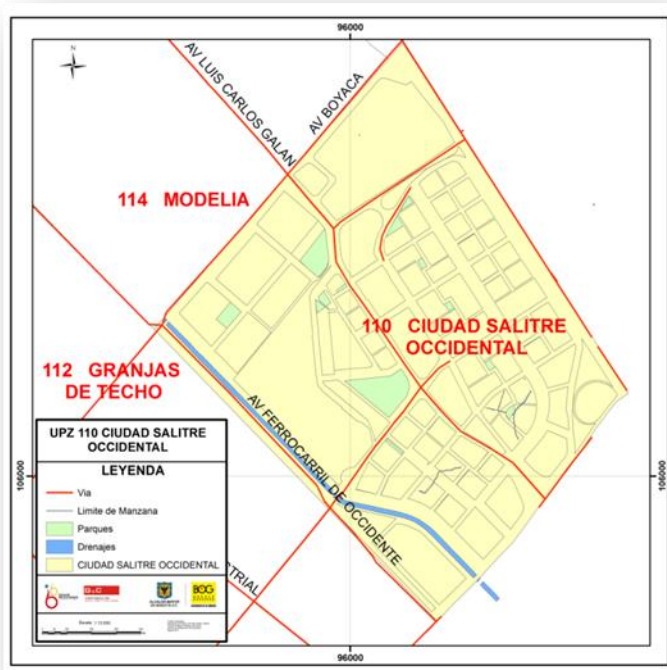 96000
N
AV LUIS CARLOS GALAN
AV BOYACA
114 MODELIA
110 CIUDAD SALITRE
OCCIDENTAL
112 GRANJAS
DE TECHO
AV FERROCARRIL DE OCCIDENTE
106000
106000
UPZ 110 CIUDAD SALITRE
OCCIDENTAL
LEYENDA
Via
Limite de Manzana
Parques
Drenajes
CIUDAD SALITRE OCCIDENTAL
STRIAL
BOG
96000